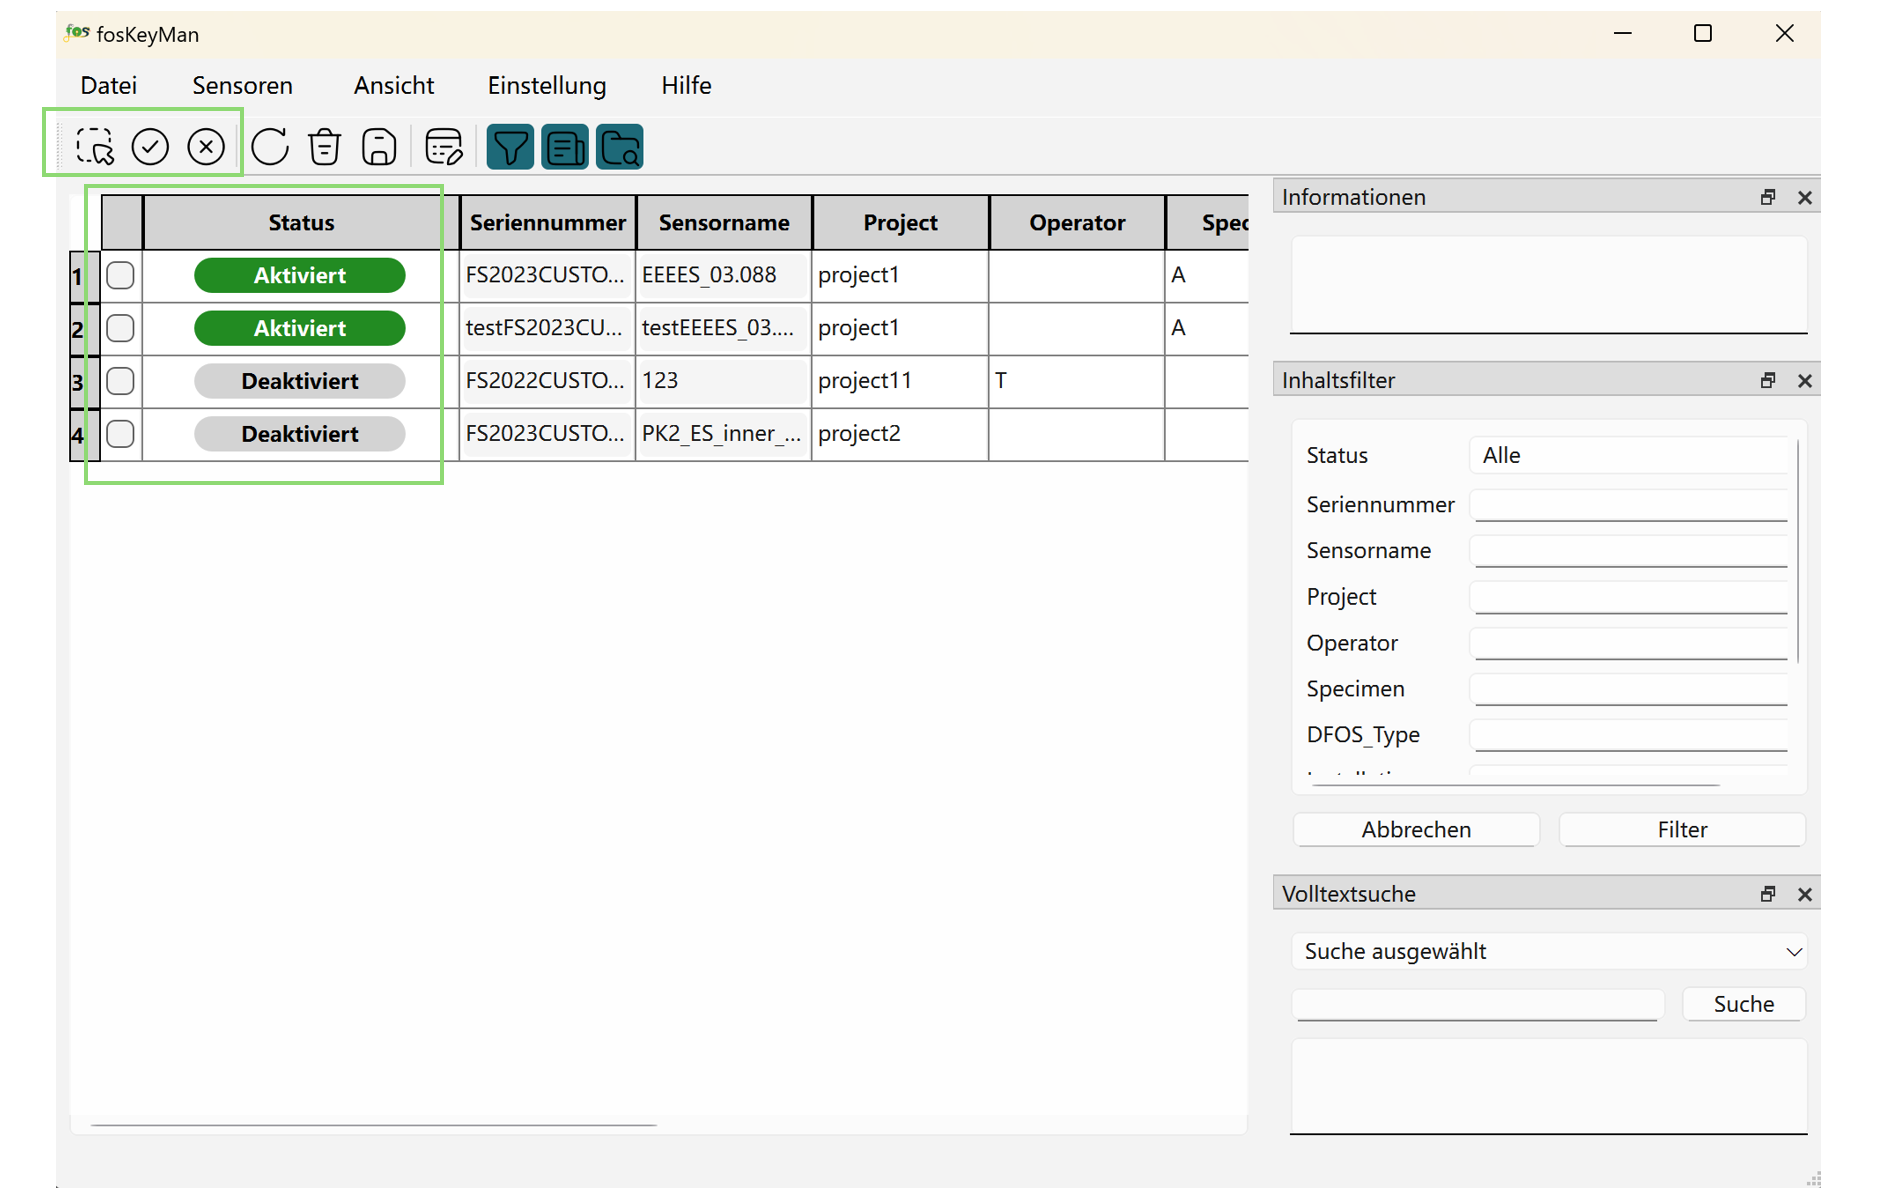 fos fosKeyMan
Datei Sensoren Ansicht Einstellung Hilfe
Status Seriennummer Sensorname Project Operator Spec
1 Aktiviert FS2023CUSTO... EEEES_03.088 project1 A
2 Aktiviert testFS2023CU... testEEEES_03.... project1 A
3 Deaktiviert FS2022CUSTO... 123 project11 T
4 Deaktiviert FS2023CUSTO... PK2_ES_inner_... project2
Informationen
Inhaltsfilter
Status Alle
Seriennummer
Sensorname
Project
Operator
Specimen
DFOS_Type
Abbrechen Filter
Volltextsuche
Suche ausgewählt
Suche